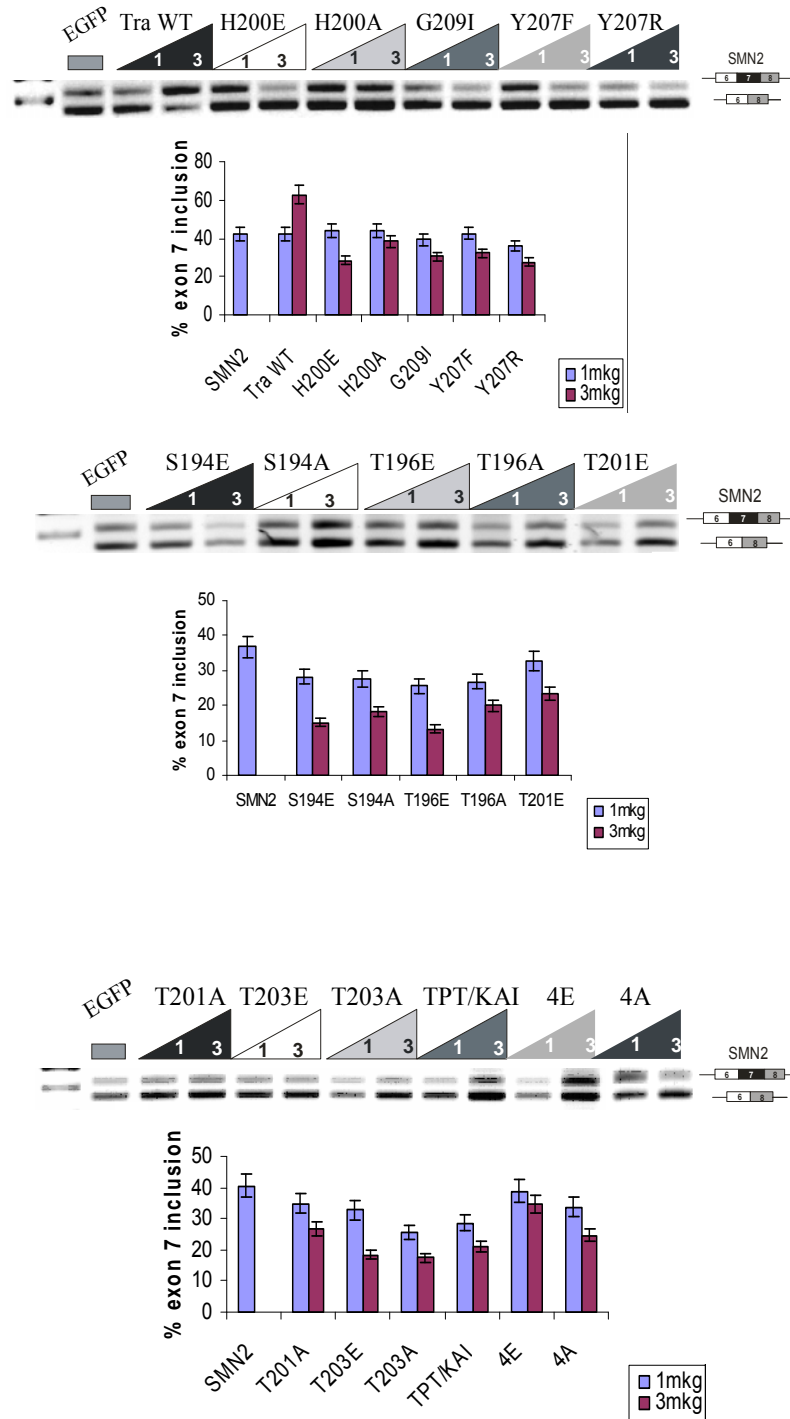 EGFP Tra WT H200E H200A G209I Y207F Y207R
1 3 1 3 1 3 1 3 1 3 1 3
SMN2
6 7 8
6 8
% exon 7 inclusion
80
60
40
20
0
SMN2 Tra WT H200E H200A G209I Y207F Y207R
1mkg
3mkg
EGFP S194E S194A T196E T196A T201E
1 3 1 3 1 3 1 3 1 3
SMN2
6 7 8
6 8
% exon 7 inclusion
50
40
30
20
10
0
SMN2 S194E S194A T196E T196A T201E
1mkg
3mkg
EGFP T201A T203E T203A TPT/KAI 4E 4A
1 3 1 3 1 3 1 3 1 3 1 3
SMN2
6 7 8
6 8
% exon 7 inclusion
50
40
30
20
10
0
SMN2 T201A T203E T203A TPT/KAI 4E 4A
1mkg
3mkg